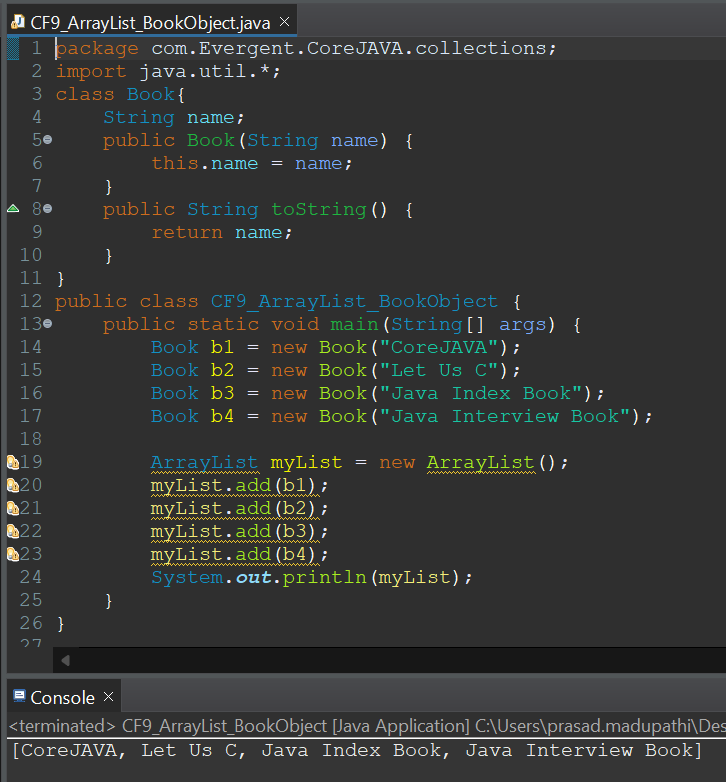 CF9_ArrayList_BookObject.java
1 package com.Evergent.CoreJAVA.collections;
2 import java.util.*;
3 class Book{
4 String name;
5 public Book(String name) {
6 this.name = name;
7 }
8 public String toString() {
9 return name;
10 }
11 }
12 public class CF9_ArrayList_BookObject {
13 public static void main(String[] args) {
14 Book b1 = new Book("CoreJAVA");
15 Book b2 = new Book("Let Us C");
16 Book b3 = new Book("Java Index Book");
17 Book b4 = new Book("Java Interview Book");
18
19 ArrayList myList = new ArrayList();
20 myList.add(b1);
21 myList.add(b2);
22 myList.add(b3);
23 myList.add(b4);
24 System.out.println(myList);
25 }
26 }
27
Console
<terminated> CF9_ArrayList_BookObject [Java Application] C:\Users\prasad.madupathi\Des
[CoreJAVA, Let Us C, Java Index Book, Java Interview Book]